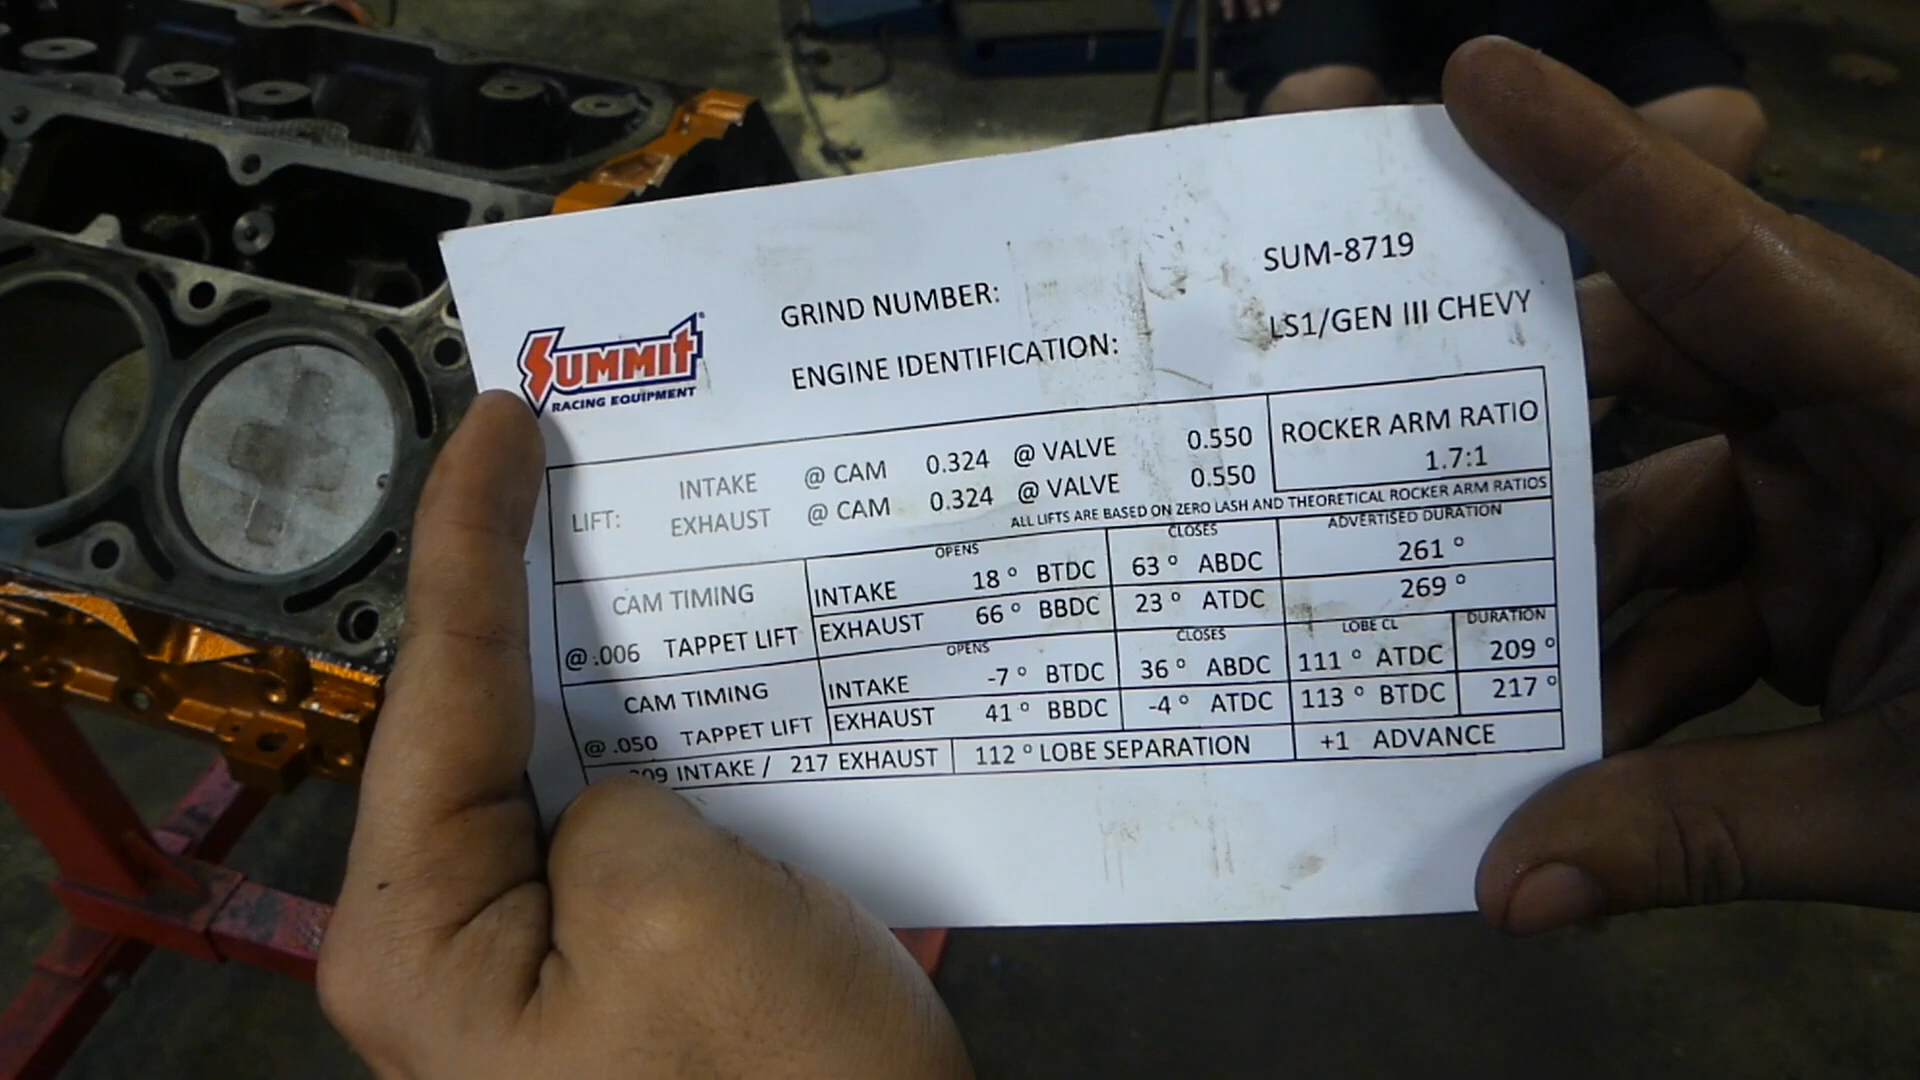 GRIND NUMBER: SUM-8719
SUMMIT®
RACING EQUIPMENT
ENGINE IDENTIFICATION: LS1/GEN III CHEVY
LIFT: INTAKE @ CAM 0.324 @ VALVE 0.550
EXHAUST @ CAM 0.324 @ VALVE 0.550
ROCKER ARM RATIO
1.7:1
ALL LIFTS ARE BASED ON ZERO LASH AND THEORETICAL ROCKER ARM RATIOS
OPENS CLOSES ADVERTISED DURATION
CAM TIMING INTAKE 18 ° BTDC 63 ° ABDC 261 °
@ .006 TAPPET LIFT EXHAUST 66 ° BBDC 23 ° ATDC 269 °
OPENS CLOSES LOBE CL DURATION
CAM TIMING INTAKE -7 ° BTDC 36 ° ABDC 111 ° ATDC 209 °
@ .050 TAPPET LIFT EXHAUST 41 ° BBDC -4 ° ATDC 113 ° BTDC 217 °
09 INTAKE / 217 EXHAUST 112 ° LOBE SEPARATION +1 ADVANCE